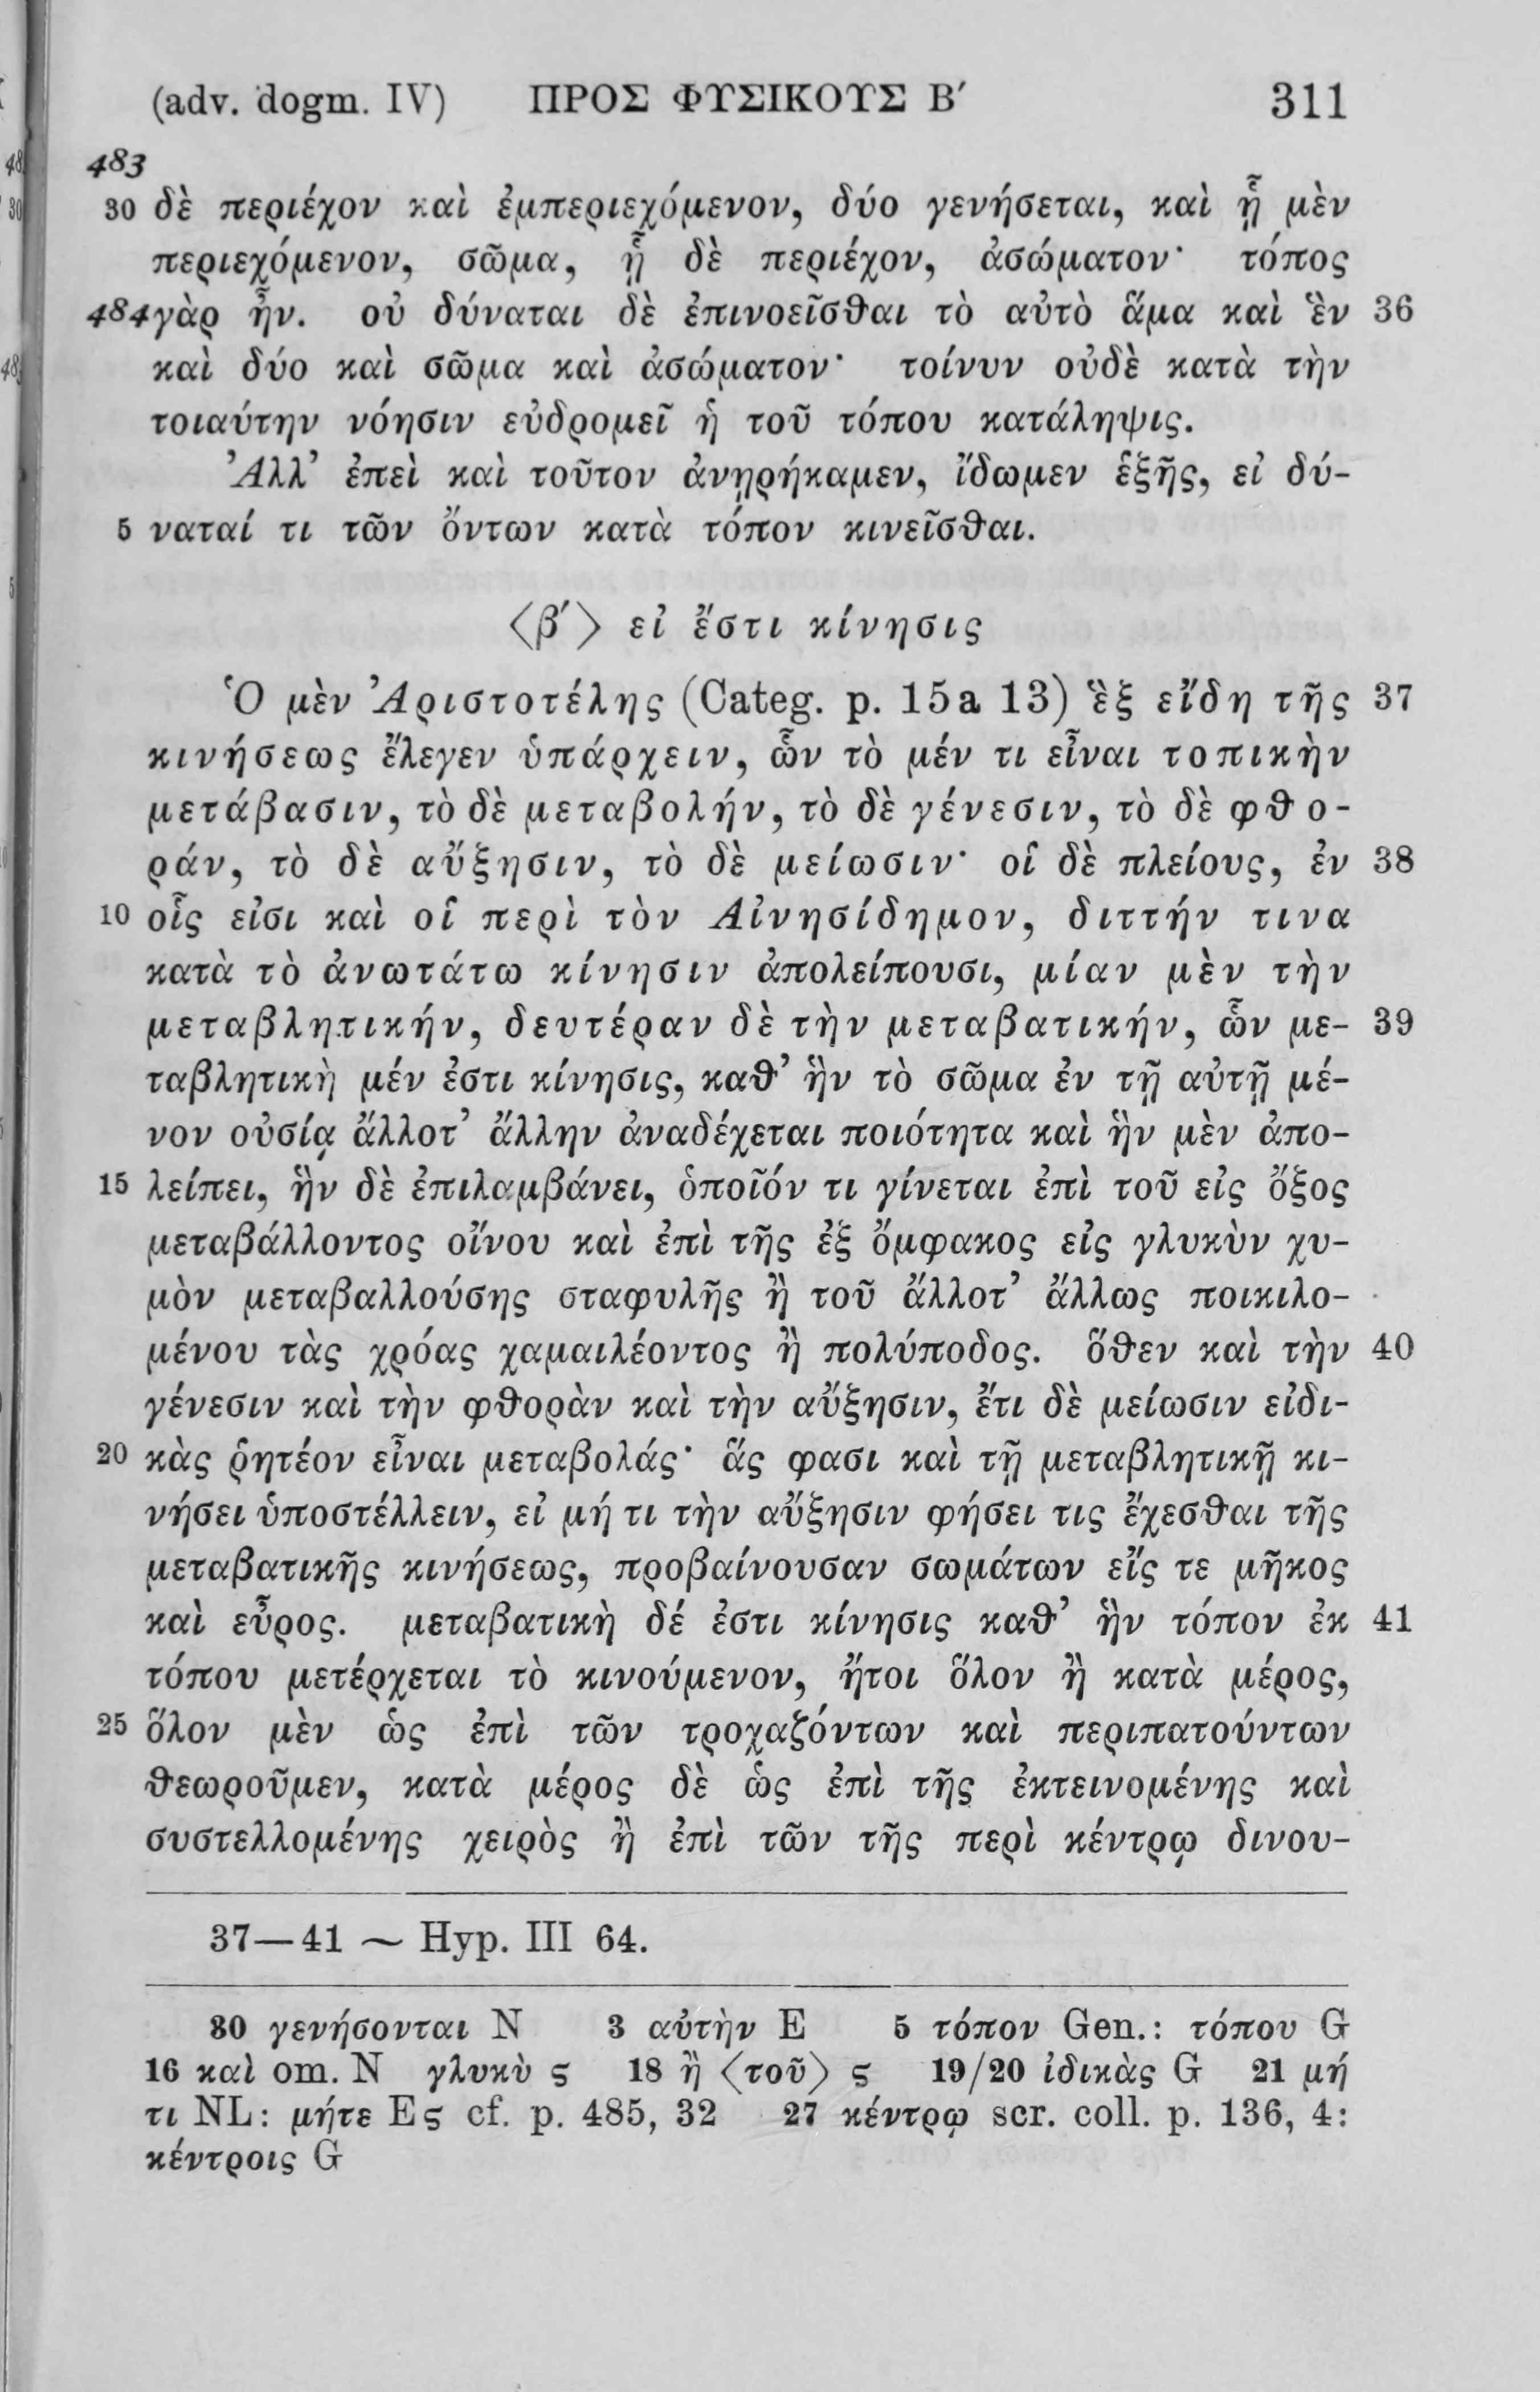 (adv. dogm. IV) ΠΡΟΣ ΦΥΣΙΚΟΥΣ Β′ 311
483
30 δὲ περιέχον καὶ ἐμπεριεχόμενον, δύο γενήσεται, καὶ ᾗ μὲν
περιεχόμενον, σῶμα, ᾗ δὲ περιέχον, ἀσώματον· τόπος
484 γὰρ ἦν. οὐ δύναται δὲ ἐπινοεῖσθαι τὸ αὐτὸ ἅμα καὶ ἓν 36
καὶ δύο καὶ σῶμα καὶ ἀσώματον· τοίνυν οὐδὲ κατὰ τὴν
τοιαύτην νόησιν εὐδρομεῖ ἡ τοῦ τόπου κατάληψις.
Ἀλλ’ ἐπεὶ καὶ τοῦτον ἀνῃρήκαμεν, ἴδωμεν ἑξῆς, εἰ δύ-
5 ναταί τι τῶν ὄντων κατὰ τόπον κινεῖσθαι.
〈β′〉 εἰ ἔστι κίνησις
Ὁ μὲν Ἀριστοτέλης (Categ. p. 15a 13) ἓξ εἴδη τῆς 37
κινήσεως ἔλεγεν ὑπάρχειν, ὧν τὸ μέν τι εἶναι τοπικὴν
μετάβασιν, τὸ δὲ μεταβολήν, τὸ δὲ γένεσιν, τὸ δὲ φθο-
ράν, τὸ δὲ αὔξησιν, τὸ δὲ μείωσιν· οἱ δὲ πλείους, ἐν 38
10 οἷς εἰσι καὶ οἱ περὶ τὸν Αἰνησίδημον, διττήν τινα
κατὰ τὸ ἀνωτάτω κίνησιν ἀπολείπουσι, μίαν μὲν τὴν
μεταβλητικήν, δευτέραν δὲ τὴν μεταβατικήν, ὧν με- 39
ταβλητικὴ μέν ἐστι κίνησις, καθ’ ἣν τὸ σῶμα ἐν τῇ αὐτῇ μέ-
νον οὐσίᾳ ἄλλοτ’ ἄλλην ἀναδέχεται ποιότητα καὶ ἣν μὲν ἀπο-
15 λείπει, ἣν δὲ ἐπιλαμβάνει, ὁποῖόν τι γίνεται ἐπὶ τοῦ εἰς ὄξος
μεταβάλλοντος οἴνου καὶ ἐπὶ τῆς ἐξ ὄμφακος εἰς γλυκὺν χυ-
μὸν μεταβαλλούσης σταφυλῆς ἢ τοῦ ἄλλοτ’ ἄλλως ποικιλο-
μένου τὰς χρόας χαμαιλέοντος ἢ πολύποδος. ὅθεν καὶ τὴν 40
γένεσιν καὶ τὴν φθορὰν καὶ τὴν αὔξησιν, ἔτι δὲ μείωσιν εἰδι-
20 κὰς ῥητέον εἶναι μεταβολάς· ἅς φασι καὶ τῇ μεταβλητικῇ κι-
νήσει ὑποστέλλειν, εἰ μή τι τὴν αὔξησιν φήσει τις ἔχεσθαι τῆς
μεταβατικῆς κινήσεως, προβαίνουσαν σωμάτων εἴς τε μῆκος
καὶ εὖρος. μεταβατικὴ δέ ἐστι κίνησις καθ’ ἣν τόπον ἐκ 41
τόπου μετέρχεται τὸ κινούμενον, ἤτοι ὅλον ἢ κατὰ μέρος,
25 ὅλον μὲν ὡς ἐπὶ τῶν τροχαζόντων καὶ περιπατούντων
θεωροῦμεν, κατὰ μέρος δὲ ὡς ἐπὶ τῆς ἐκτεινομένης καὶ
συστελλομένης χειρὸς ἢ ἐπὶ τῶν τῆς περὶ κέντρῳ δινου-
37—41 ~ Hyp. III 64.
30 γενήσονται N 3 αὐτὴν E 5 τόπον Gen.: τόπου G
16 καὶ om. N γλυκὺ ς 18 ἢ 〈τοῦ〉 ς 19/20 ἰδικὰς G 21 μή
τι NL: μήτε Eς cf. p. 485, 32 27 κέντρῳ scr. coll. p. 136, 4:
κέντροις G